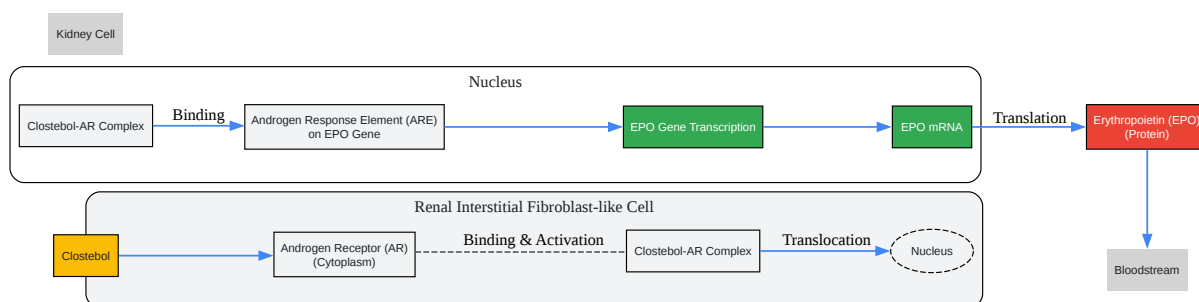 Kidney Cell
Nucleus
Clostebol-AR Complex
Binding
Androgen Response Element (ARE)
on EPO Gene
EPO Gene Transcription
EPO mRNA
Translation
Erythropoietin (EPO)
(Protein)
Renal Interstitial Fibroblast-like Cell
Clostebol
Androgen Receptor (AR)
(Cytoplasm)
Binding & Activation
Clostebol-AR Complex
Translocation
Nucleus
Bloodstream